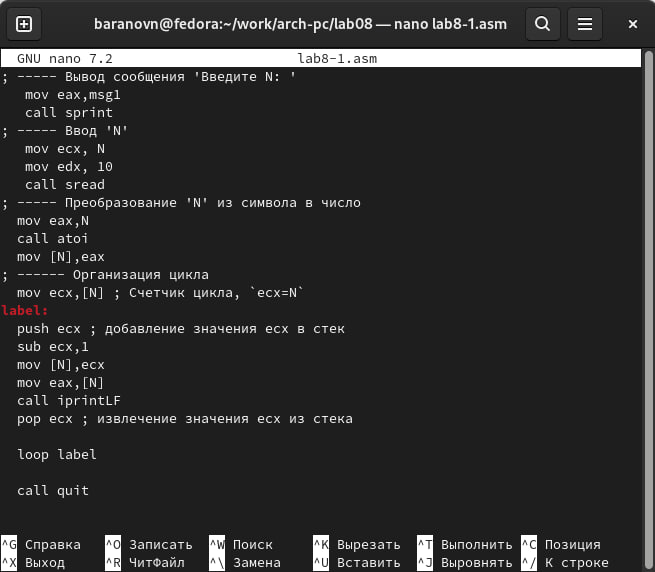 baranovn@fedora:~/work/arch-pc/lab08 — nano lab8-1.asm
GNU nano 7.2 lab8-1.asm
; ----- Вывод сообщения 'Введите N: '
mov eax,msg1
call sprint
; ----- Ввод 'N'
mov ecx, N
mov edx, 10
call sread
; ----- Преобразование 'N' из символа в число
mov eax,N
call atoi
mov [N],eax
; ------ Организация цикла
mov ecx,[N] ; Счетчик цикла, `ecx=N`
label:
push ecx ; добавление значения ecx в стек
sub ecx,1
mov [N],ecx
mov eax,[N]
call iprintLF
pop ecx ; извлечение значения ecx из стека
loop label
call quit
^G Справка ^O Записать ^W Поиск ^K Вырезать ^T Выполнить ^C Позиция
^X Выход ^R ЧитФайл ^\ Замена ^U Вставить ^J Выровнять ^/ К строке